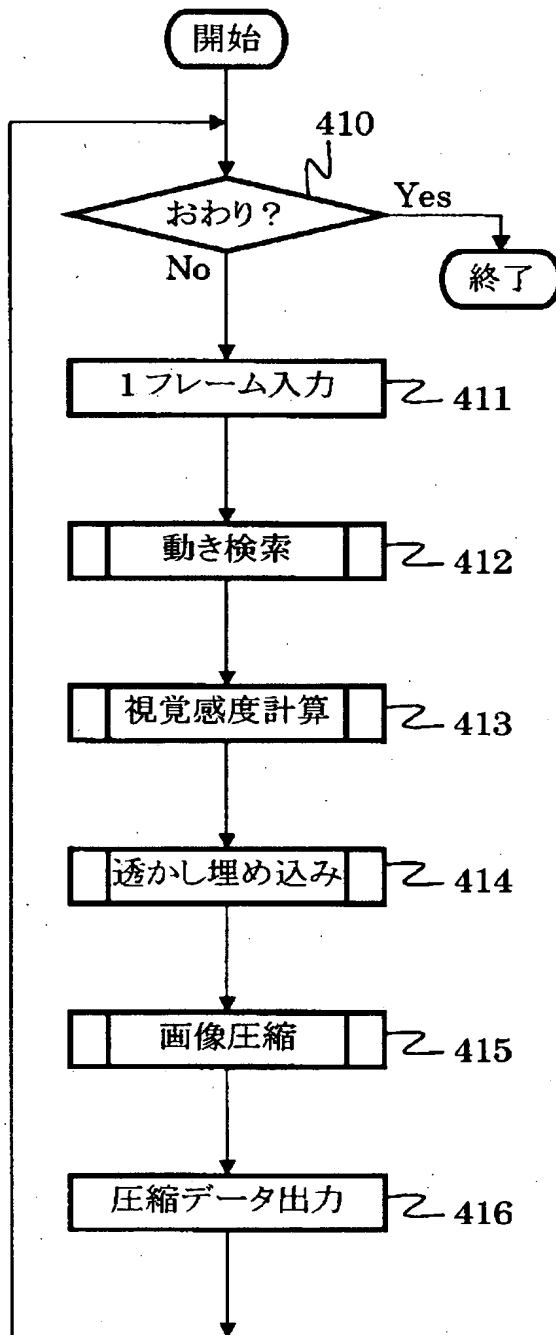 開始
410
おわり？
Yes
No
終了
1フレーム入力
411
動き検索
412
視覚感度計算
413
透かし埋め込み
414
画像圧縮
415
圧縮データ出力
416